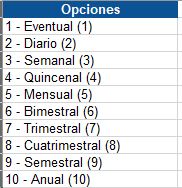 Opciones
1 - Eventual (1)
2 - Diario (2)
3 - Semanal (3)
4 - Quincenal (4)
5 - Mensual (5)
6 - Bimestral (6)
7 - Trimestral (7)
8 - Cuatrimestral (8)
9 - Semestral (9)
10 - Anual (10)